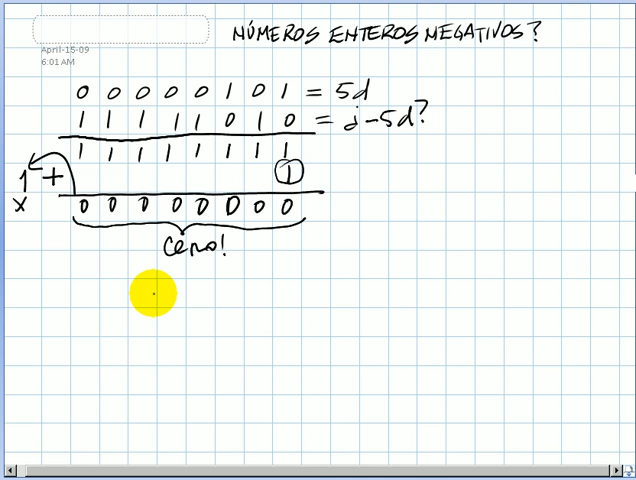 NÚMEROS ENTEROS NEGATIVOS?
April-15-09
6:01 AM
0 0 0 0 0 1 0 1 = 5d
1 1 1 1 1 0 1 0 = ¿-5d?
1 1 1 1 1 1 1 1
1 + 1
x 0 0 0 0 0 0 0 0
Cero!